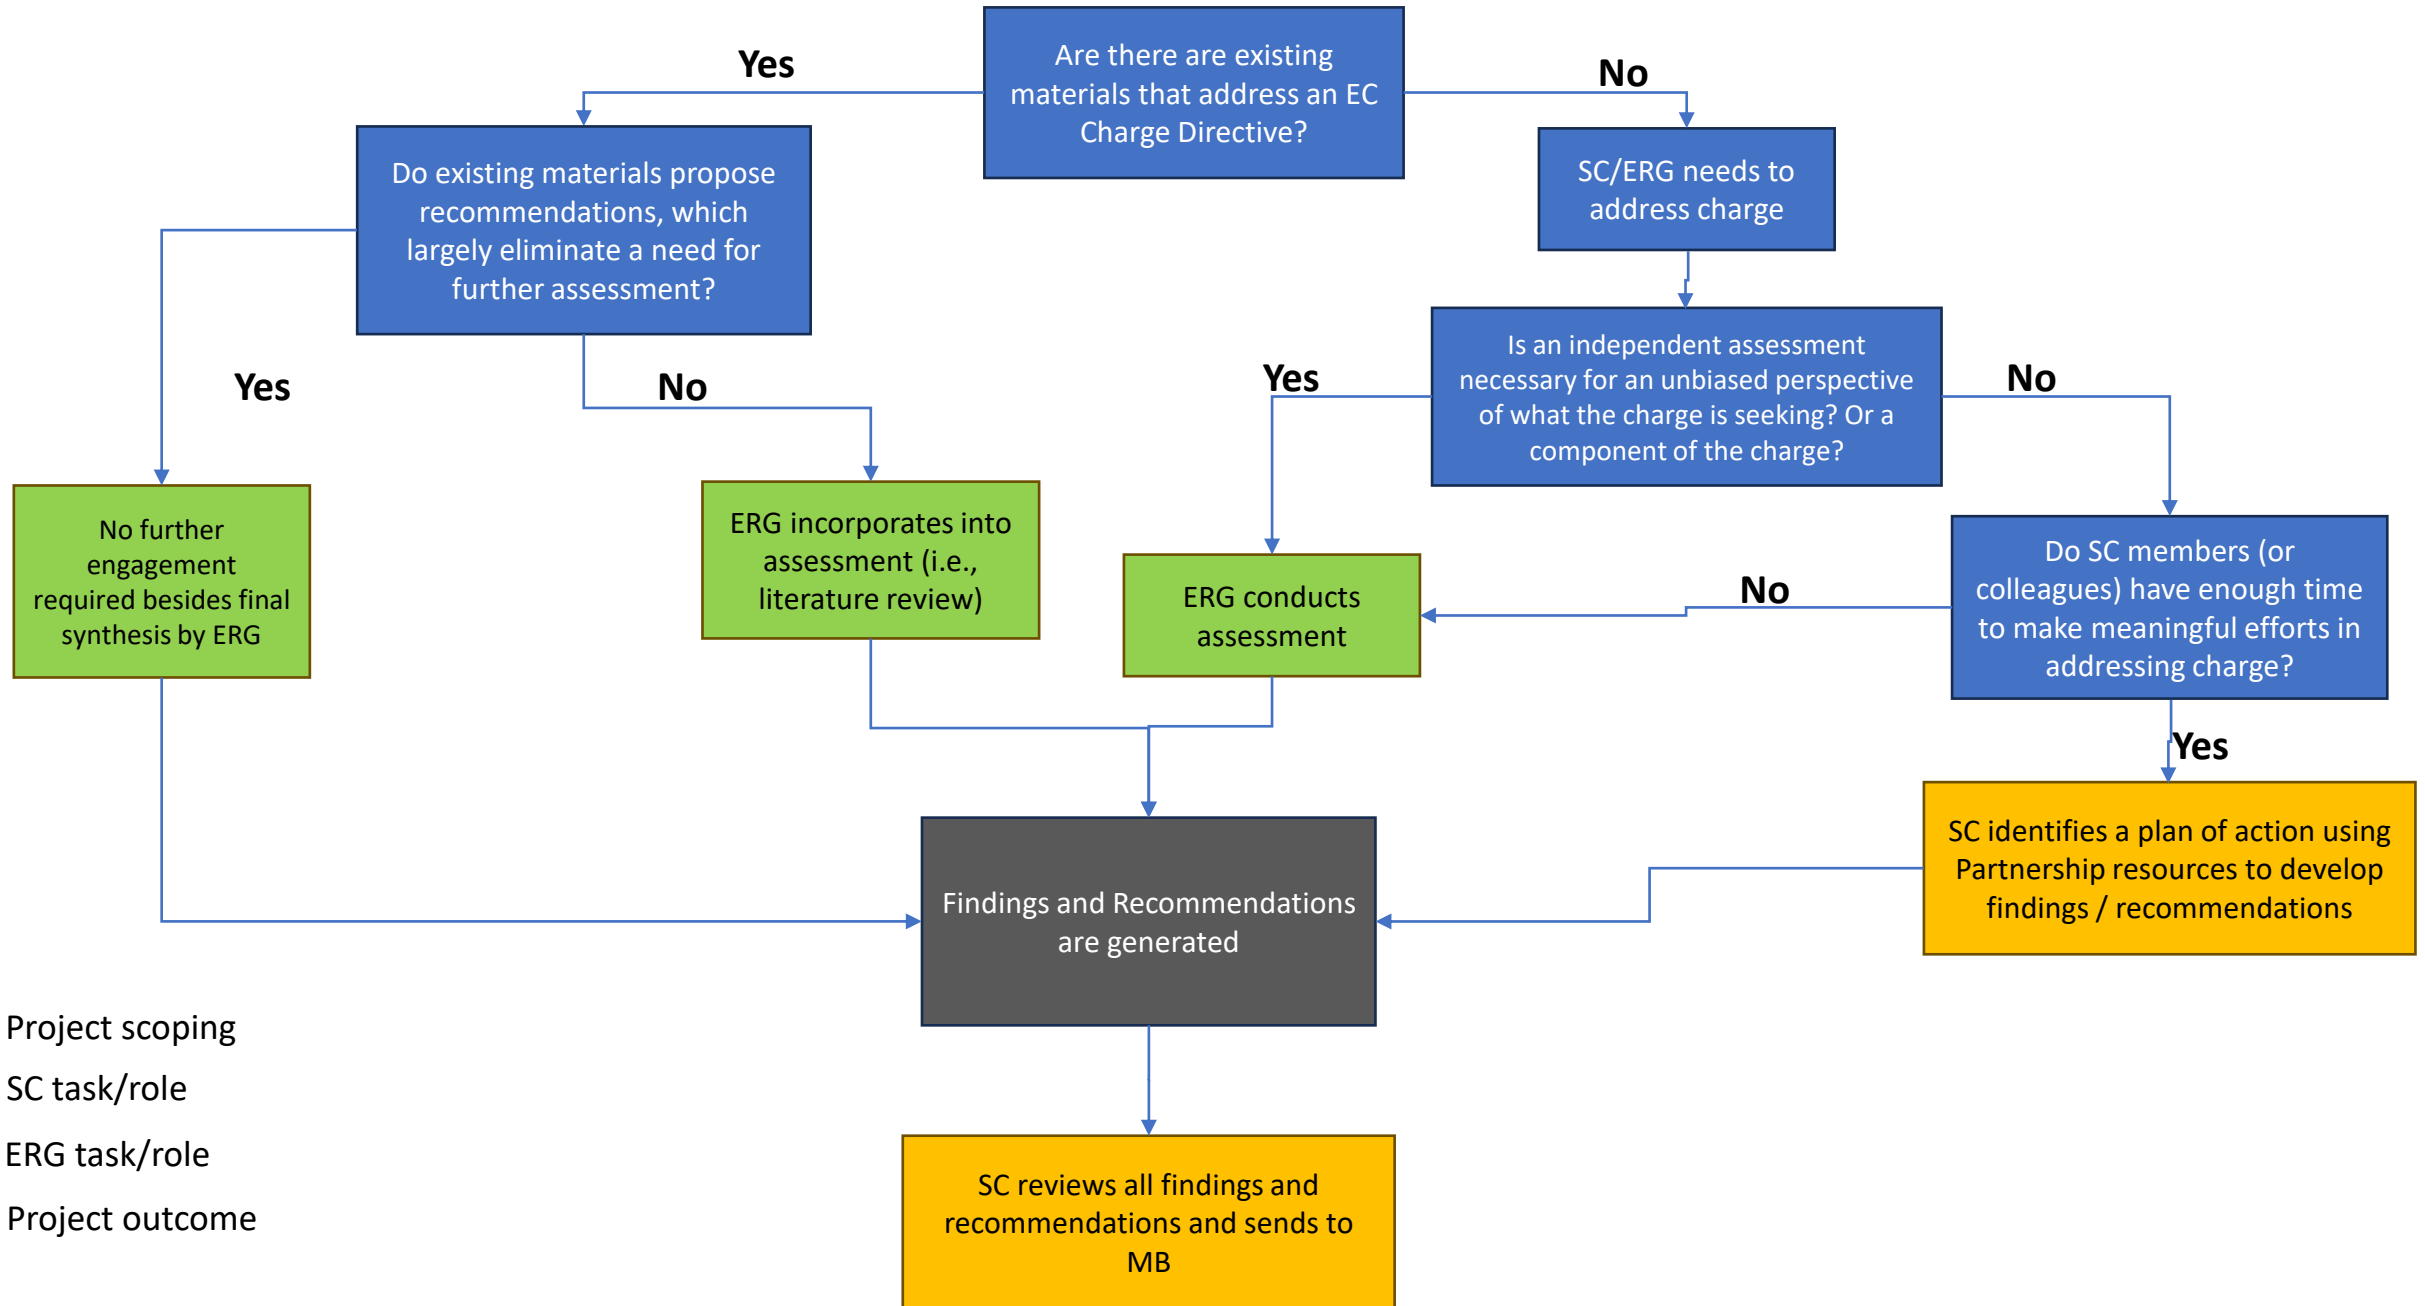 Are there are existing
materials that address an EC
Charge Directive?
Yes
No
Do existing materials propose
recommendations, which
largely eliminate a need for
further assessment?
SC/ERG needs to
address charge
Is an independent assessment
necessary for an unbiased perspective
of what the charge is seeking? Or a
component of the charge?
Yes
No
Yes
No
No further
engagement
required besides final
synthesis by ERG
ERG incorporates into
assessment (i.e.,
literature review)
ERG conducts
assessment
No
Do SC members (or
colleagues) have enough time
to make meaningful efforts in
addressing charge?
Yes
SC identifies a plan of action using
Partnership resources to develop
findings / recommendations
Findings and Recommendations
are generated
SC reviews all findings and
recommendations and sends to
MB
Project scoping
SC task/role
ERG task/role
Project outcome